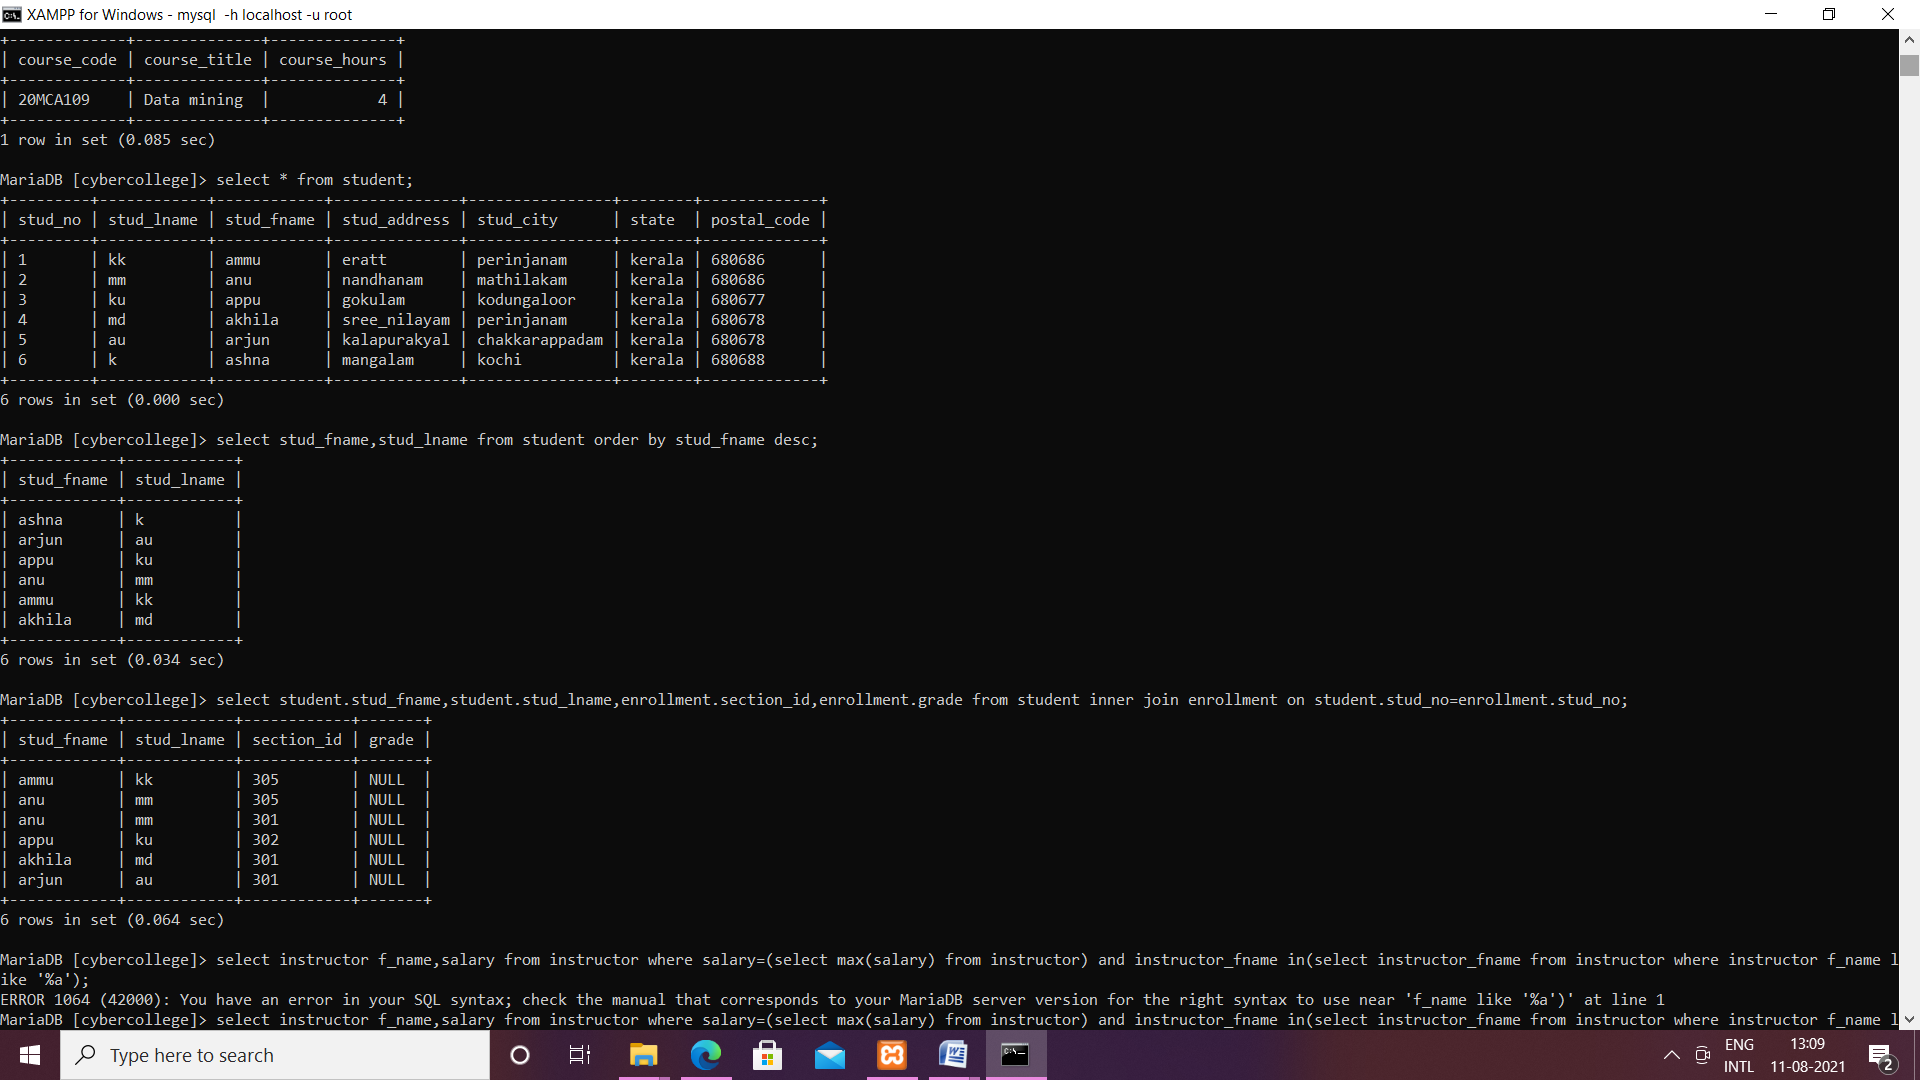 XAMPP for Windows - mysql  -h localhost -u root
+-------------+--------------+--------------+
| course_code | course_title | course_hours |
+-------------+--------------+--------------+
| 20MCA109    | Data mining  |            4 |
+-------------+--------------+--------------+
1 row in set (0.085 sec)
MariaDB [cybercollege]> select * from student;
+---------+------------+------------+--------------+----------------+--------+-------------+
| stud_no | stud_lname | stud_fname | stud_address | stud_city      | state  | postal_code |
+---------+------------+------------+--------------+----------------+--------+-------------+
| 1       | kk         | ammu       | eratt        | perinjanam     | kerala | 680686      |
| 2       | mm         | anu        | nandhanam    | mathilakam     | kerala | 680686      |
| 3       | ku         | appu       | gokulam      | kodungaloor    | kerala | 680677      |
| 4       | md         | akhila     | sree_nilayam | perinjanam     | kerala | 680678      |
| 5       | au         | arjun      | kalapurakyal | chakkarappadam | kerala | 680678      |
| 6       | k          | ashna      | mangalam     | kochi          | kerala | 680688      |
+---------+------------+------------+--------------+----------------+--------+-------------+
6 rows in set (0.000 sec)
MariaDB [cybercollege]> select stud_fname,stud_lname from student order by stud_fname desc;
+------------+------------+
| stud_fname | stud_lname |
+------------+------------+
| ashna      | k          |
| arjun      | au         |
| appu       | ku         |
| anu        | mm         |
| ammu       | kk         |
| akhila     | md         |
+------------+------------+
6 rows in set (0.034 sec)
MariaDB [cybercollege]> select student.stud_fname,student.stud_lname,enrollment.section_id,enrollment.grade from student inner join enrollment on student.stud_no=enrollment.stud_no;
+------------+------------+------------+-------+
| stud_fname | stud_lname | section_id | grade |
+------------+------------+------------+-------+
| ammu       | kk         | 305        | NULL  |
| anu        | mm         | 305        | NULL  |
| anu        | mm         | 301        | NULL  |
| appu       | ku         | 302        | NULL  |
| akhila     | md         | 301        | NULL  |
| arjun      | au         | 301        | NULL  |
+------------+------------+------------+-------+
6 rows in set (0.064 sec)
MariaDB [cybercollege]> select instructor f_name,salary from instructor where salary=(select max(salary) from instructor) and instructor_fname in(select instructor_fname from instructor where instructor f_name l
ike '%a');
ERROR 1064 (42000): You have an error in your SQL syntax; check the manual that corresponds to your MariaDB server version for the right syntax to use near 'f_name like '%a')' at line 1
MariaDB [cybercollege]> select instructor f_name,salary from instructor where salary=(select max(salary) from instructor) and instructor_fname in(select instructor_fname from instructor where instructor f_name l
Type here to search
ENG
INTL
13:09
11-08-2021
2